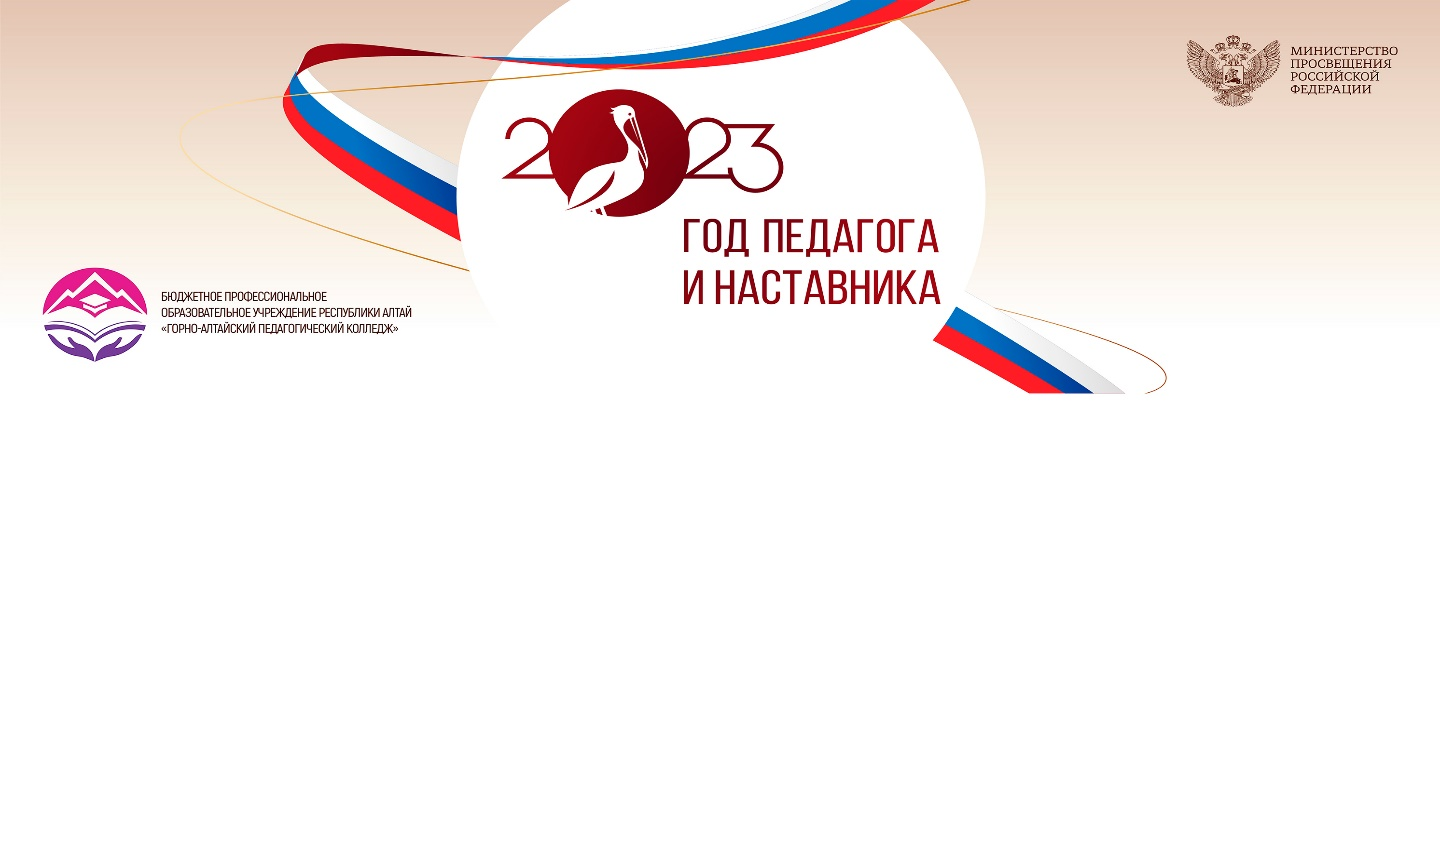 МИНИСТЕРСТВО
ПРОСВЕЩЕНИЯ
РОССИЙСКОЙ
ФЕДЕРАЦИИ
2023
ГОД ПЕДАГОГА
И НАСТАВНИКА
БЮДЖЕТНОЕ ПРОФЕССИОНАЛЬНОЕ
ОБРАЗОВАТЕЛЬНОЕ УЧРЕЖДЕНИЕ РЕСПУБЛИКИ АЛТАЙ
«ГОРНО-АЛТАЙСКИЙ ПЕДАГОГИЧЕСКИЙ КОЛЛЕДЖ»